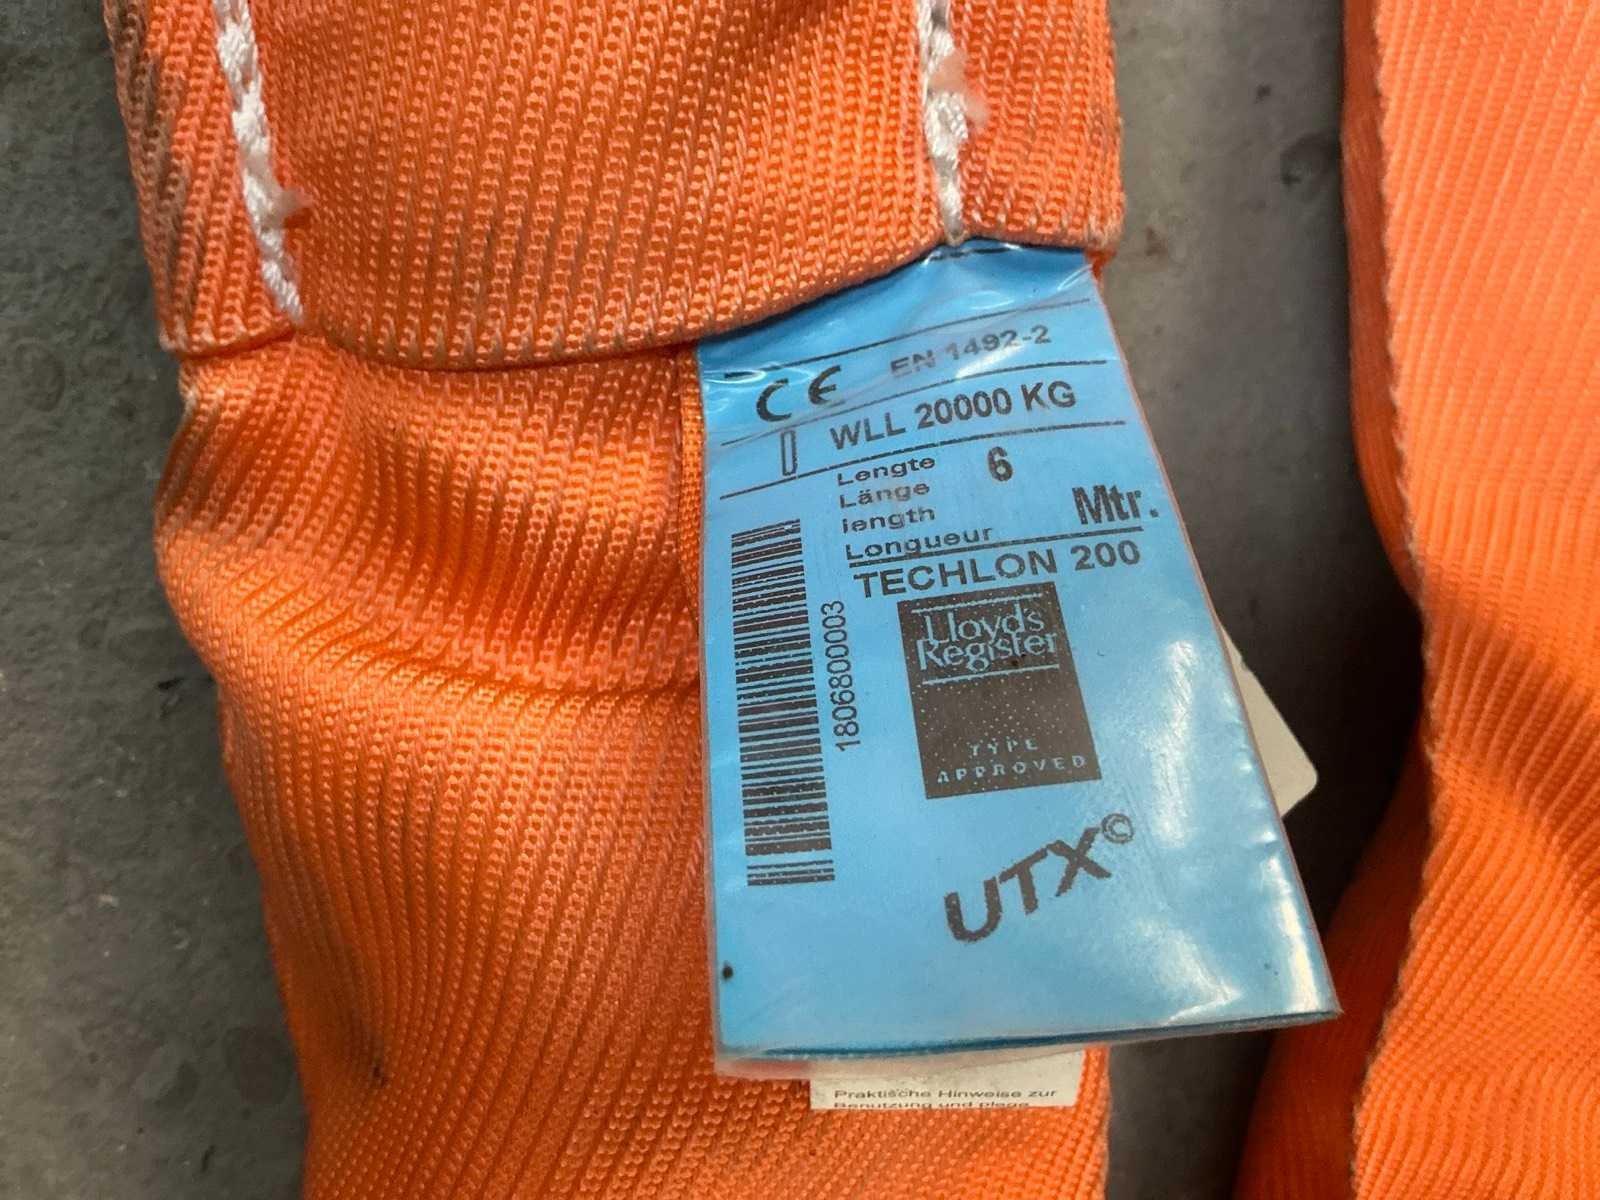 EN 1492-2
CE
WLL 20000 KG
Lengte
Länge
length
Longueur
6 Mtr.
TECHLON 200
1806800003
Lloyd's
Register
TYPE
APPROVED
UTX©
Praktische Hinweise zur
Benutzung und plege